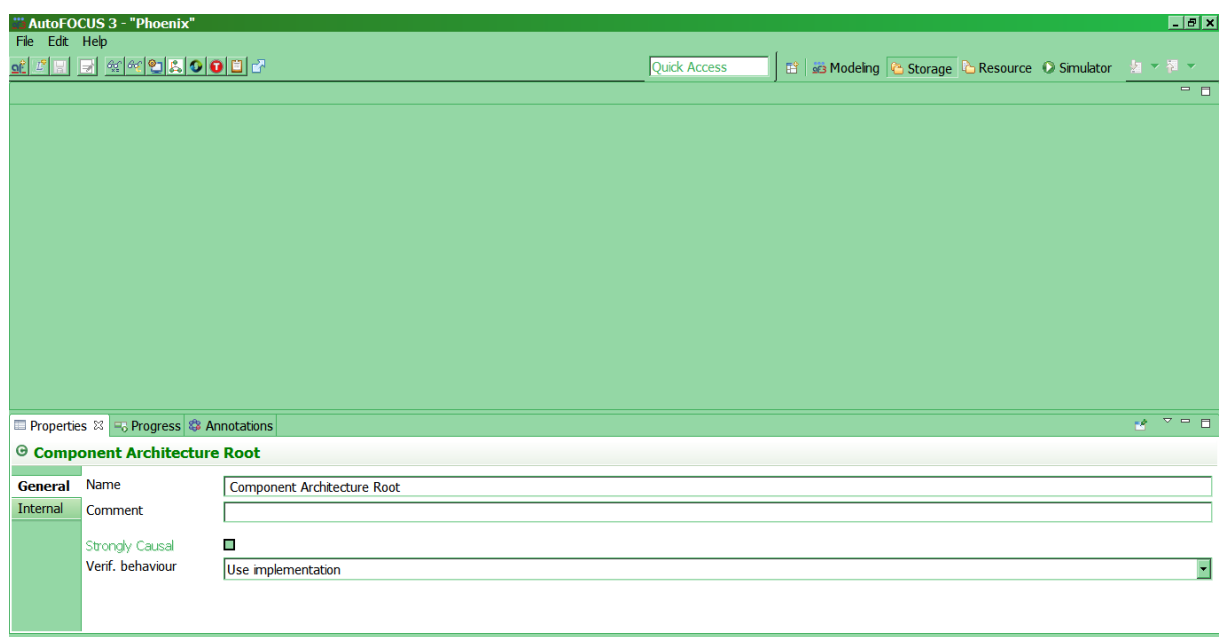 AutoFOCUS 3 - "Phoenix"
File Edit Help
Quick Access Modeling Storage Resource Simulator
Properties Progress Annotations
Component Architecture Root
General Name Component Architecture Root
Internal Comment
Strongly Causal
Verif. behaviour Use implementation